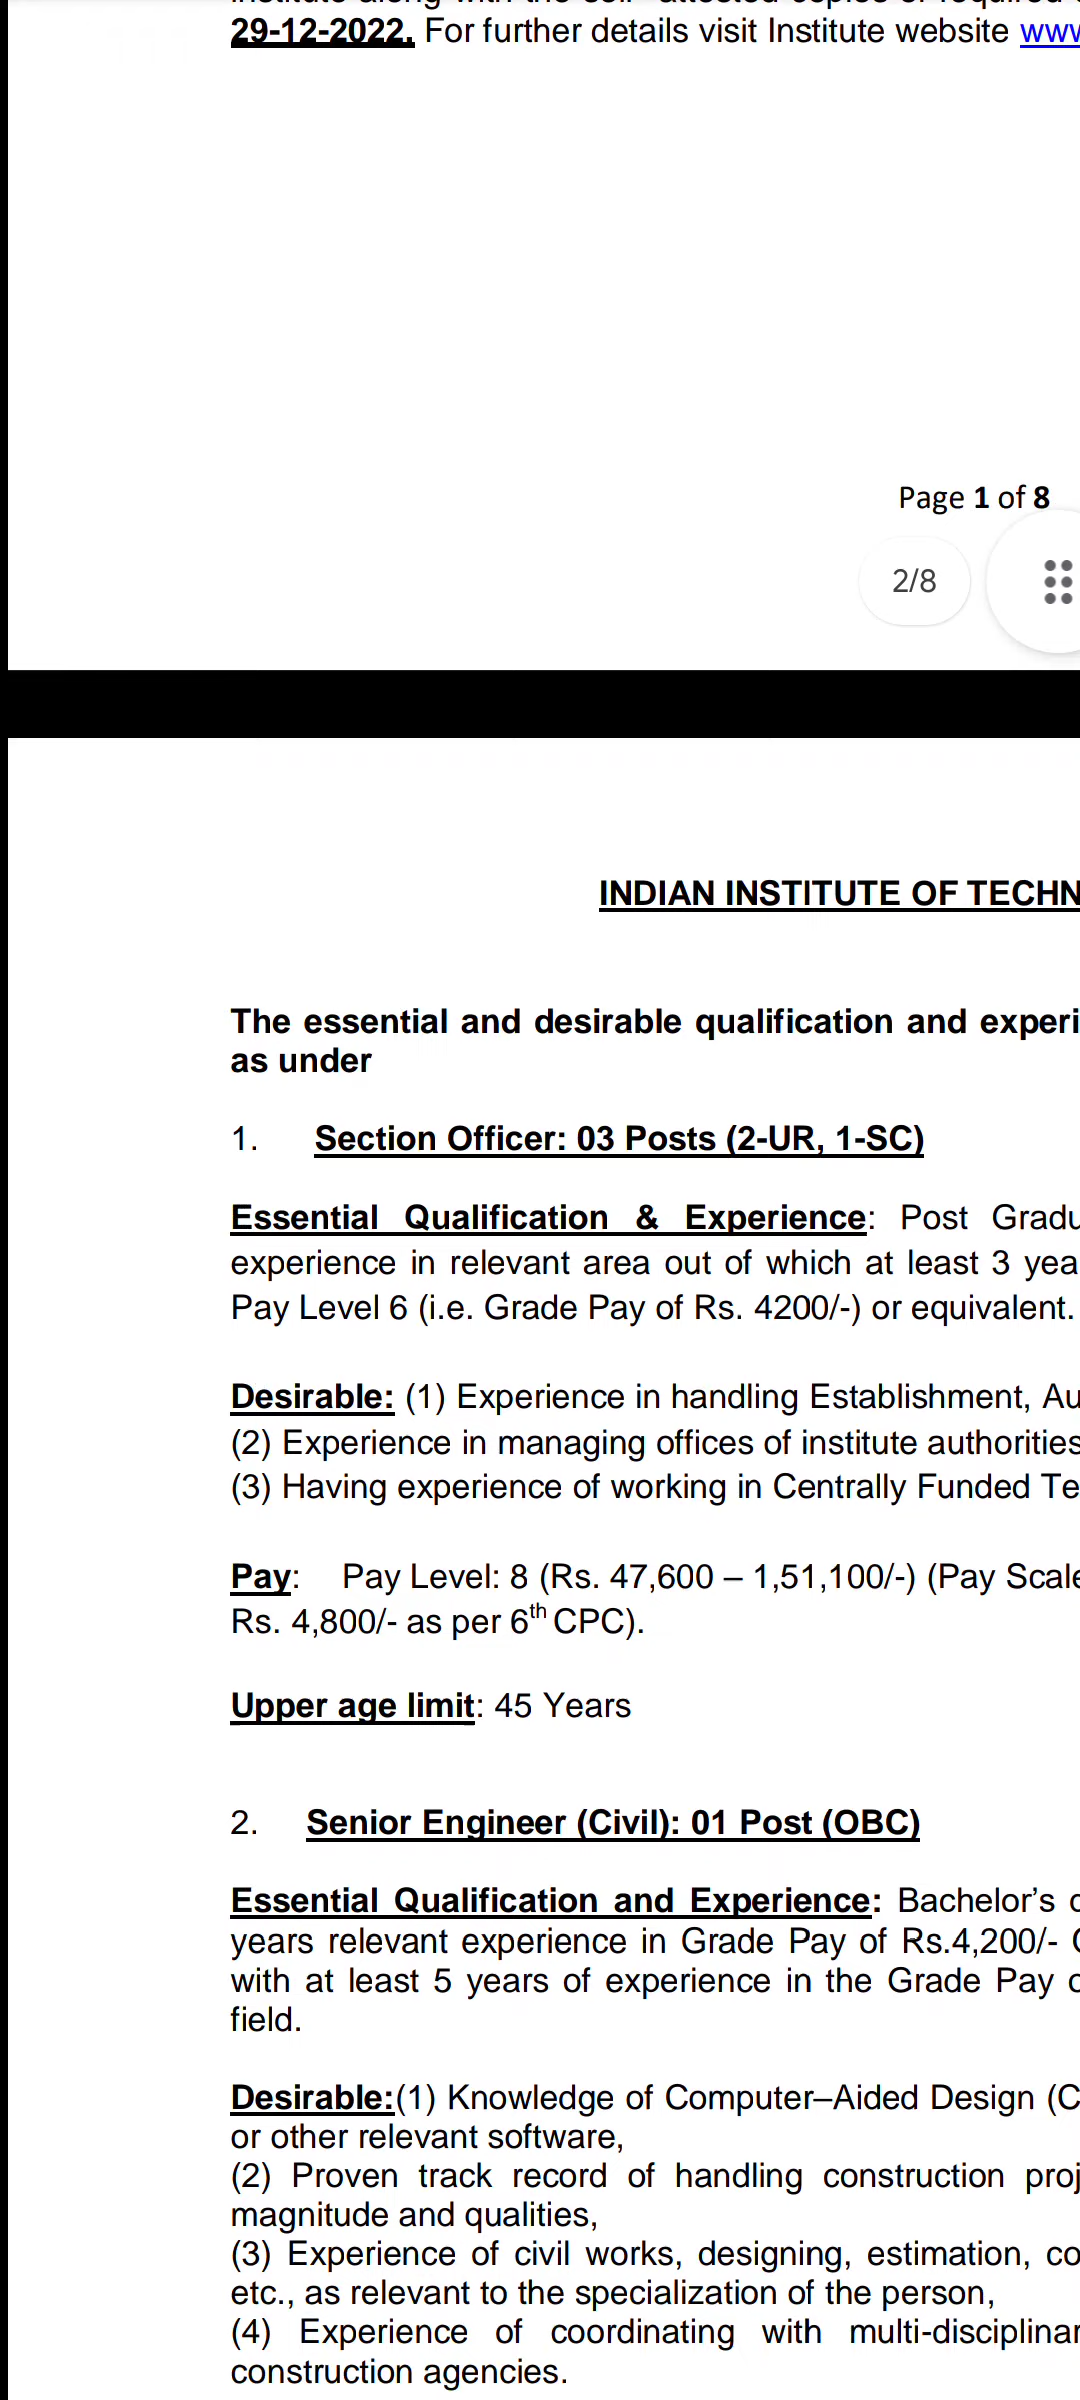 29-12-2022. For further details visit Institute website www
Page 1 of 8
2/8
INDIAN INSTITUTE OF TECHN
The essential and desirable qualification and experi
as under
1. Section Officer: 03 Posts (2-UR, 1-SC)
Essential Qualification & Experience: Post Gradu
experience in relevant area out of which at least 3 yea
Pay Level 6 (i.e. Grade Pay of Rs. 4200/-) or equivalent.
Desirable: (1) Experience in handling Establishment, Au
(2) Experience in managing offices of institute authorities
(3) Having experience of working in Centrally Funded Te
Pay: Pay Level: 8 (Rs. 47,600 – 1,51,100/-) (Pay Scale
Rs. 4,800/- as per 6th CPC).
Upper age limit: 45 Years
2. Senior Engineer (Civil): 01 Post (OBC)
Essential Qualification and Experience: Bachelor’s
years relevant experience in Grade Pay of Rs.4,200/-
with at least 5 years of experience in the Grade Pay
field.
Desirable:(1) Knowledge of Computer–Aided Design (C
or other relevant software,
(2) Proven track record of handling construction proj
magnitude and qualities,
(3) Experience of civil works, designing, estimation, co
etc., as relevant to the specialization of the person,
(4) Experience of coordinating with multi-disciplinar
construction agencies.